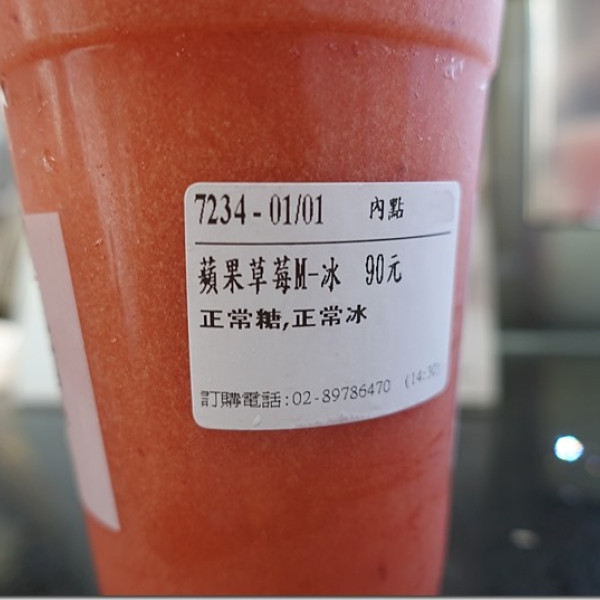 7234 - 01/01 內點
蘋果草莓M-冰 90元
正常糖,正常冰
訂購電話:02-89786470 (14:30)